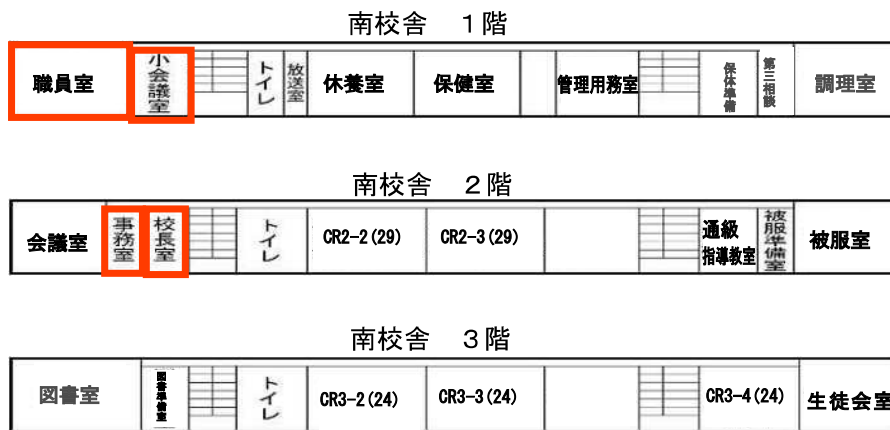 南校舎　１階
職員室
小会議室
トイレ
放送室
休養室
保健室
管理用務室
保体準備
第三相談
調理室
南校舎　２階
会議室
事務室
校長室
トイレ
CR2-2(29)
CR2-3(29)
通級
指導教室
被服準備室
被服室
南校舎　３階
図書室
図書準備室
トイレ
CR3-2(24)
CR3-3(24)
CR3-4(24)
生徒会室